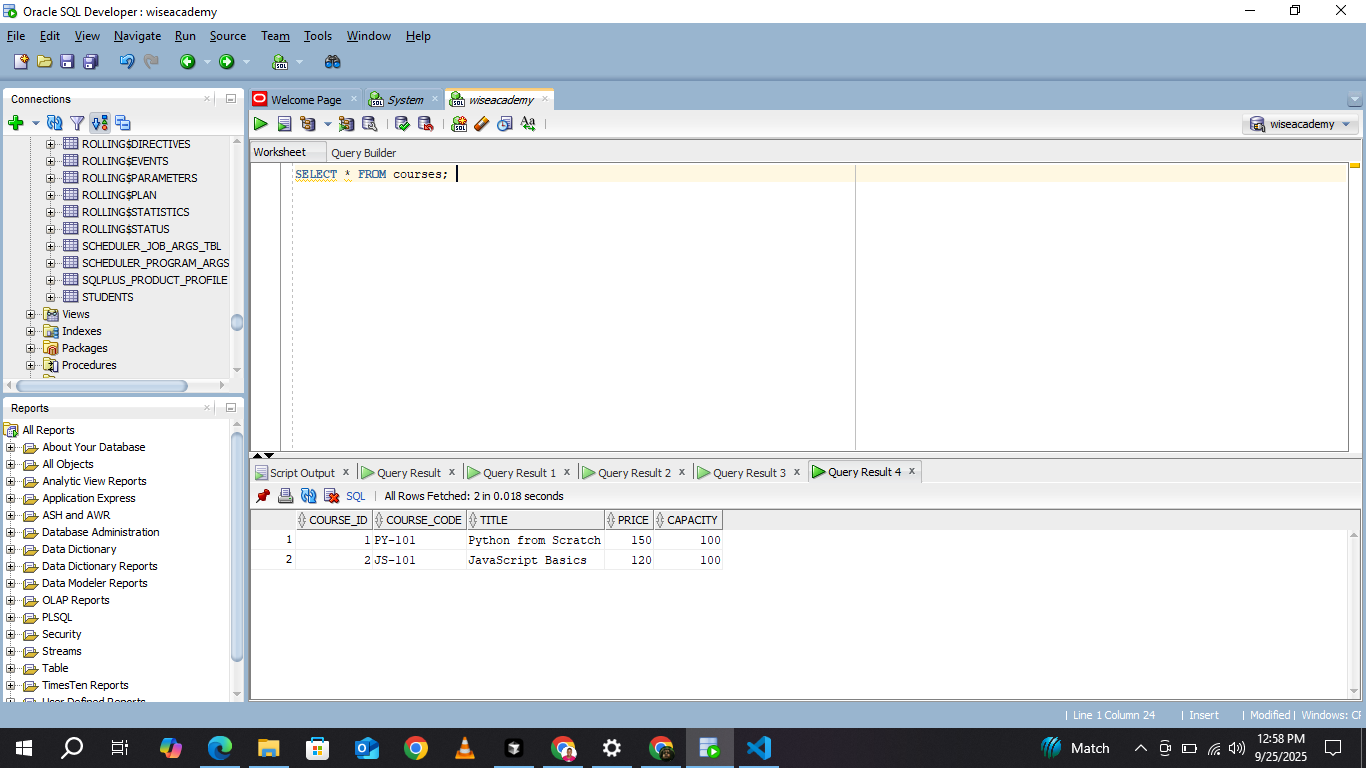 Oracle SQL Developer : wiseacademy
File Edit View Navigate Run Source Team Tools Window Help
Connections
ROLLING$DIRECTIVES
ROLLING$EVENTS
ROLLING$PARAMETERS
ROLLING$PLAN
ROLLING$STATISTICS
ROLLING$STATUS
SCHEDULER_JOB_ARGS_TBL
SCHEDULER_PROGRAM_ARGS
SQLPLUS_PRODUCT_PROFILE
STUDENTS
Views
Indexes
Packages
Procedures
Reports
All Reports
About Your Database
All Objects
Analytic View Reports
Application Express
ASH and AWR
Database Administration
Data Dictionary
Data Dictionary Reports
Data Modeler Reports
OLAP Reports
PLSQL
Security
Streams
Table
TimesTen Reports
User Defined Reports
Welcome Page System wiseacademy
wiseacademy
Worksheet Query Builder
SELECT * FROM courses;
Script Output Query Result Query Result 1 Query Result 2 Query Result 3 Query Result 4
SQL All Rows Fetched: 2 in 0.018 seconds
COURSE_ID COURSE_CODE TITLE PRICE CAPACITY
1 1 PY-101 Python from Scratch 150 100
2 2 JS-101 JavaScript Basics 120 100
Line 1 Column 24 Insert Modified Windows: CF
Match
12:58 PM
9/25/2025